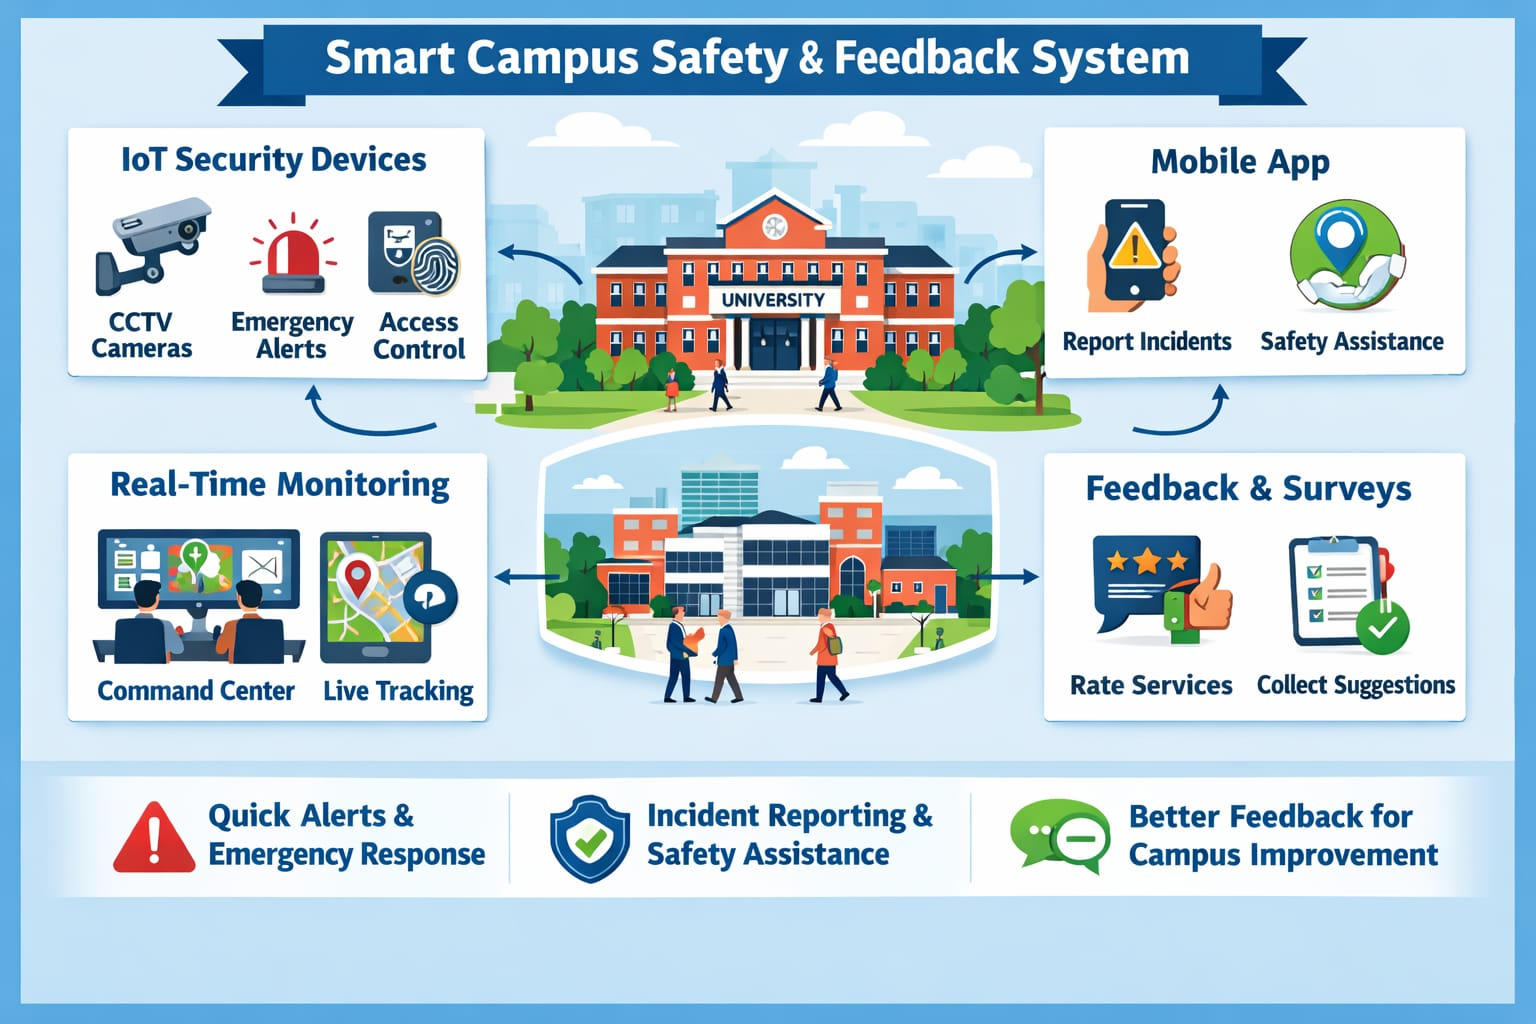 Smart Campus Safety & Feedback System
IoT Security Devices
CCTV
Cameras
Emergency
Alerts
Access
Control
UNIVERSITY
Mobile App
Report Incidents
Safety Assistance
Real-Time Monitoring
Command Center
Live Tracking
Feedback & Surveys
Rate Services
Collect Suggestions
Quick Alerts &
Emergency Response
Incident Reporting &
Safety Assistance
Better Feedback for
Campus Improvement